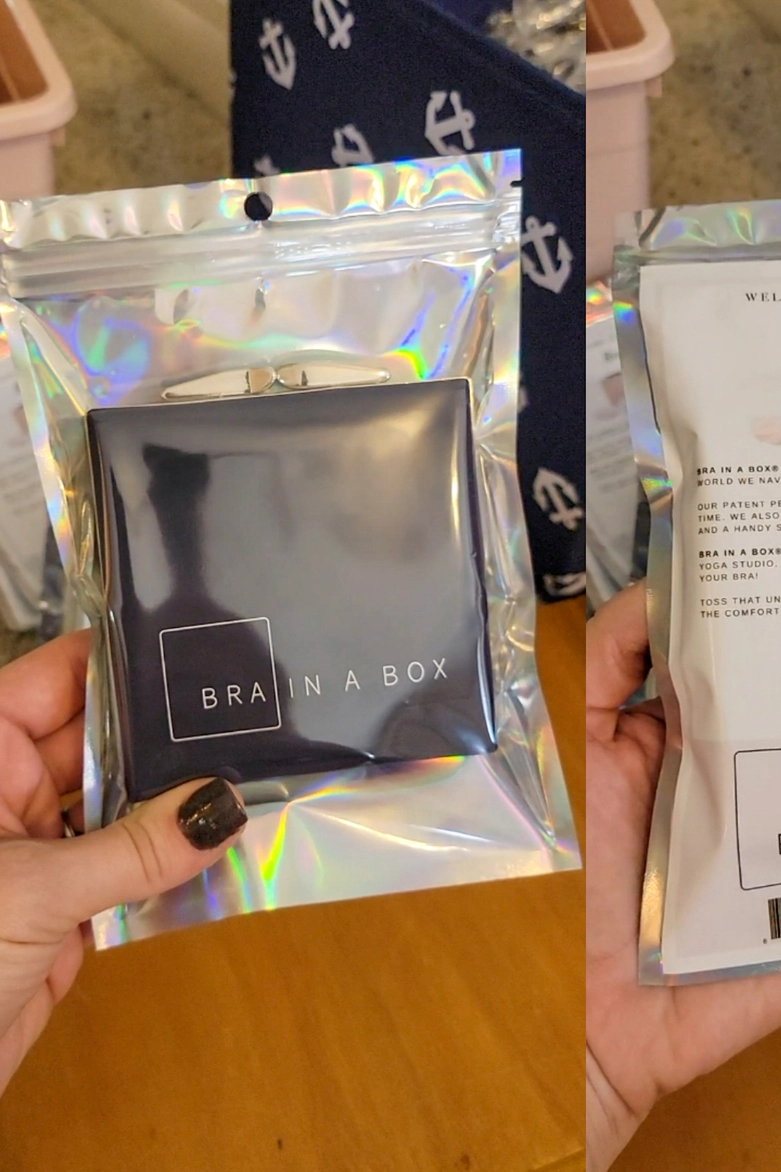 BRA IN A BOX
BRA IN A BOX®
WORLD WE NAV
OUR PATENT PE
TIME. WE ALSO
AND A HANDY S
BRA IN A BOX®
YOGA STUDIO,
YOUR BRA!
TOSS THAT UN
THE COMFORT